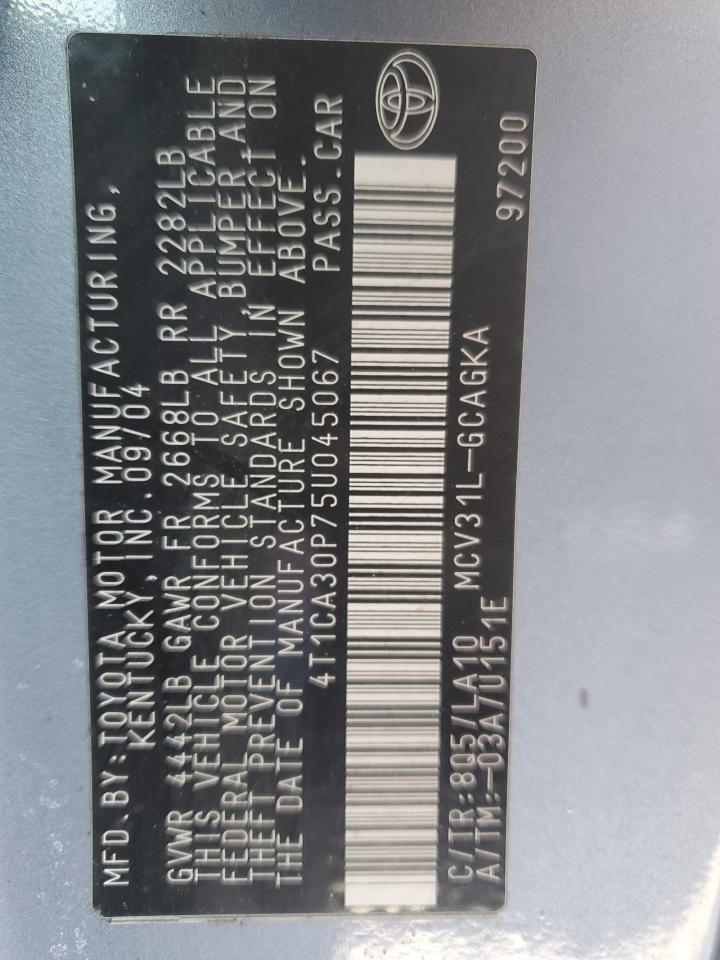 MFD.BY:TOYOTA MOTOR MANUFACTURING,
KENTUCKY, INC.09/04
GVWR 4442LB GAWR FR 2668LB RR 2282LB
THIS VEHICLE CONFORMS TO ALL APPLICABLE
FEDERAL MOTOR VEHICLE SAFETY, BUMPER,AND
THEFT PREVENTION STANDARDS IN EFFECT ON
THE DATE OF MANUFACTURE SHOWN ABOVE.
4T1CA30P75U045067 PASS.CAR
C/TR:8Q5/LA10 MCV31L-GCAGKA
A/TM:-03A/U151E 97200